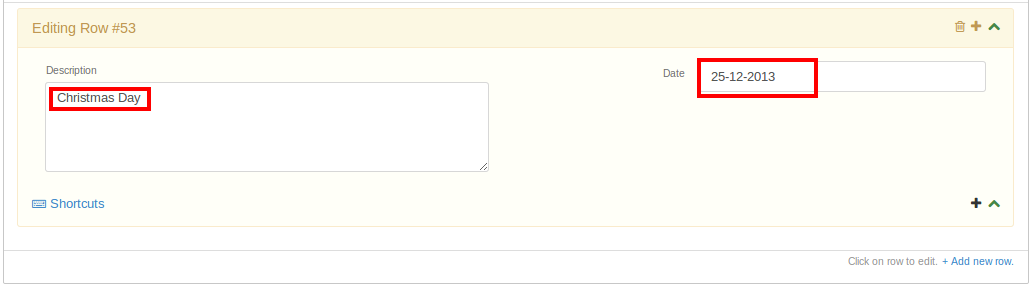 Editing Row #53
Description
Date
25-12-2013
Christmas Day
Shortcuts
Click on row to edit. + Add new row.